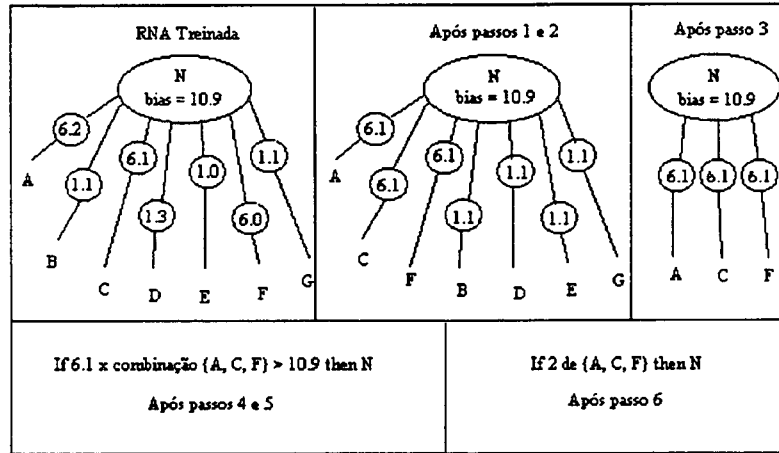 RNA Treinada
N
bias = 10.9
6.2
1.1
6.1
1.3
1.0
6.0
1.1
A
B
C
D
E
F
G
Após passos 1 e 2
N
bias = 10.9
6.1
6.1
6.1
1.1
1.1
1.1
1.1
A
C
F
B
D
E
G
Após passo 3
N
bias = 10.9
6.1
6.1
6.1
A
C
F
If 6.1 x combinação {A, C, F} > 10.9 then N
Após passos 4 e 5
If 2 de {A, C, F} then N
Após passo 6